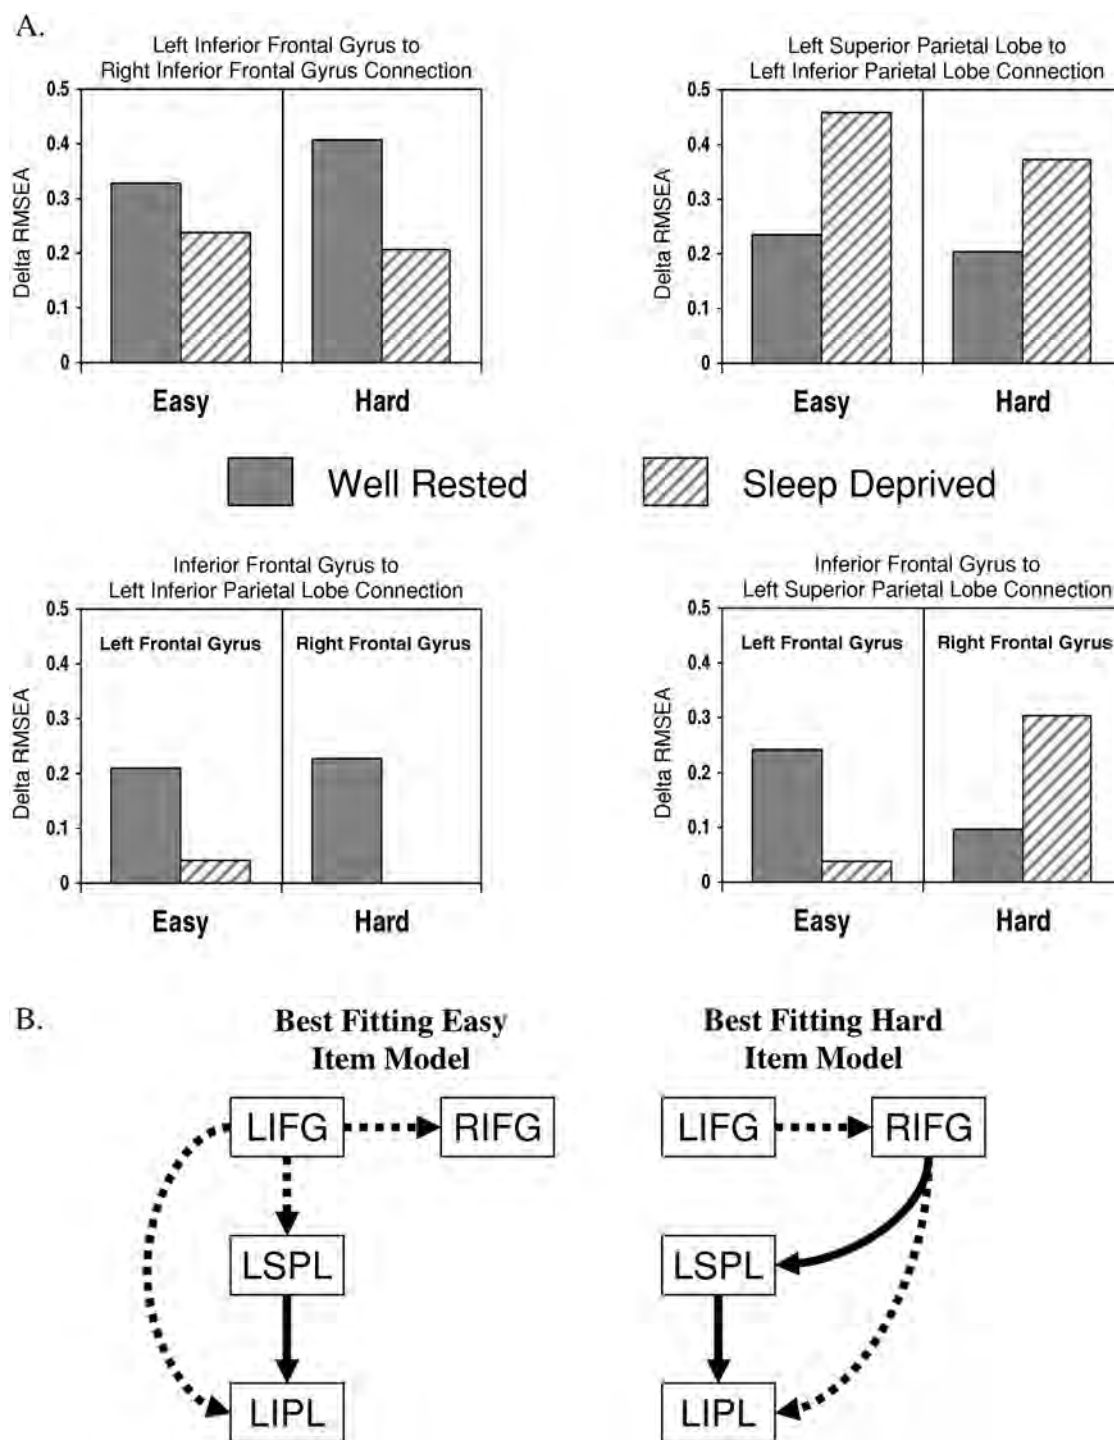 A.
Left Inferior Frontal Gyrus to
Right Inferior Frontal Gyrus Connection
0.5
0.4
0.3
0.2
0.1
0
Delta RMSEA
Easy
Hard
Left Superior Parietal Lobe to
Left Inferior Parietal Lobe Connection
0.5
0.4
0.3
0.2
0.1
0
Delta RMSEA
Easy
Hard
Well Rested
Sleep Deprived
Inferior Frontal Gyrus to
Left Inferior Parietal Lobe Connection
0.5
0.4
0.3
0.2
0.1
0
Delta RMSEA
Left Frontal Gyrus
Right Frontal Gyrus
Easy
Hard
Inferior Frontal Gyrus to
Left Superior Parietal Lobe Connection
0.5
0.4
0.3
0.2
0.1
0
Delta RMSEA
Left Frontal Gyrus
Right Frontal Gyrus
Easy
Hard
B.
Best Fitting Easy
Item Model
LIFG
RIFG
LSPL
LIPL
Best Fitting Hard
Item Model
LIFG
RIFG
LSPL
LIPL